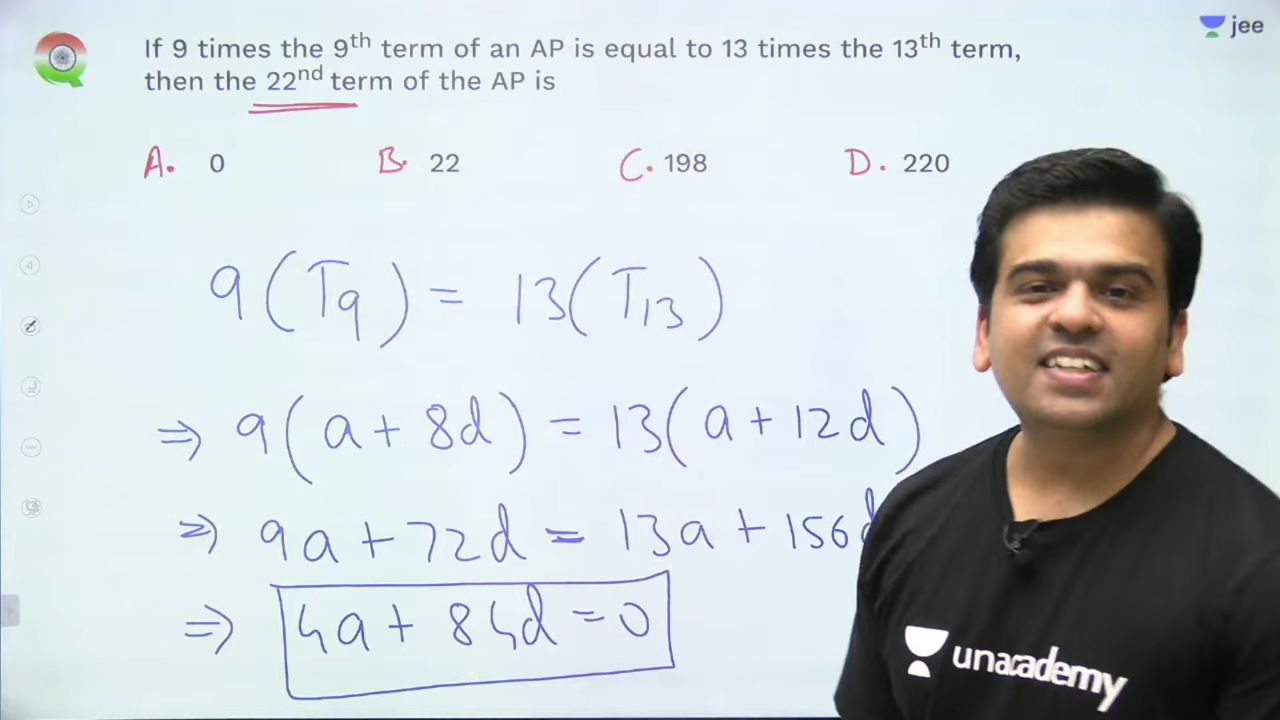 jee
If 9 times the 9th term of an AP is equal to 13 times the 13th term,
then the 22nd term of the AP is
A. 0 B. 22 C. 198 D. 220
9(T9) = 13(T13)
⇒ 9(a + 8d) = 13(a + 12d)
⇒ 9a + 72d = 13a + 156d
⇒ 4a + 84d = 0
unacademy